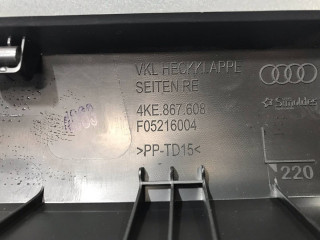 VKL HECKKLAPPE
SEITEN RE
4KE.867.608
F05216004
>PP-TD15<
220